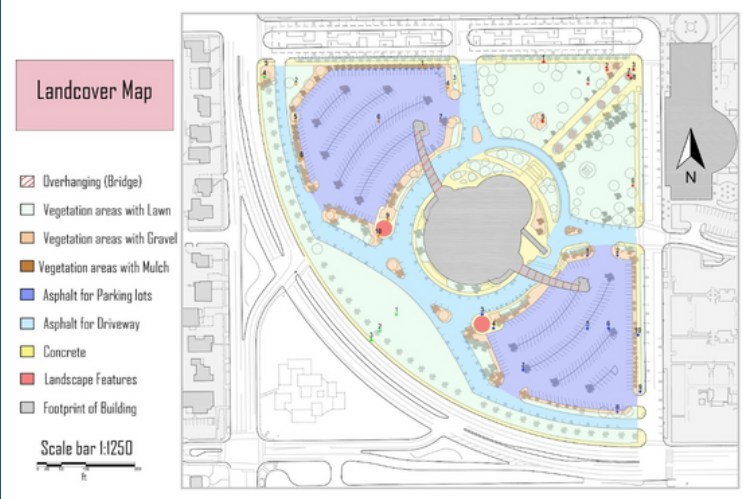 Landcover Map
Overhanging (Bridge)
Vegetation areas with Lawn
Vegetation areas with Gravel
Vegetation areas with Mulch
Asphalt for Parking lots
Asphalt for Driveway
Concrete
Landscape Features
Footprint of Building
Scale bar 1:1250
ft
N